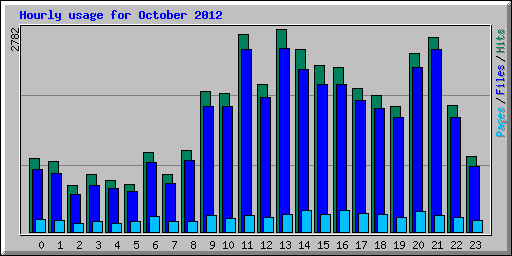 Hourly usage for October 2012
2782
Pages / Files / Hits
0 1 2 3 4 5 6 7 8 9 10 11 12 13 14 15 16 17 18 19 20 21 22 23